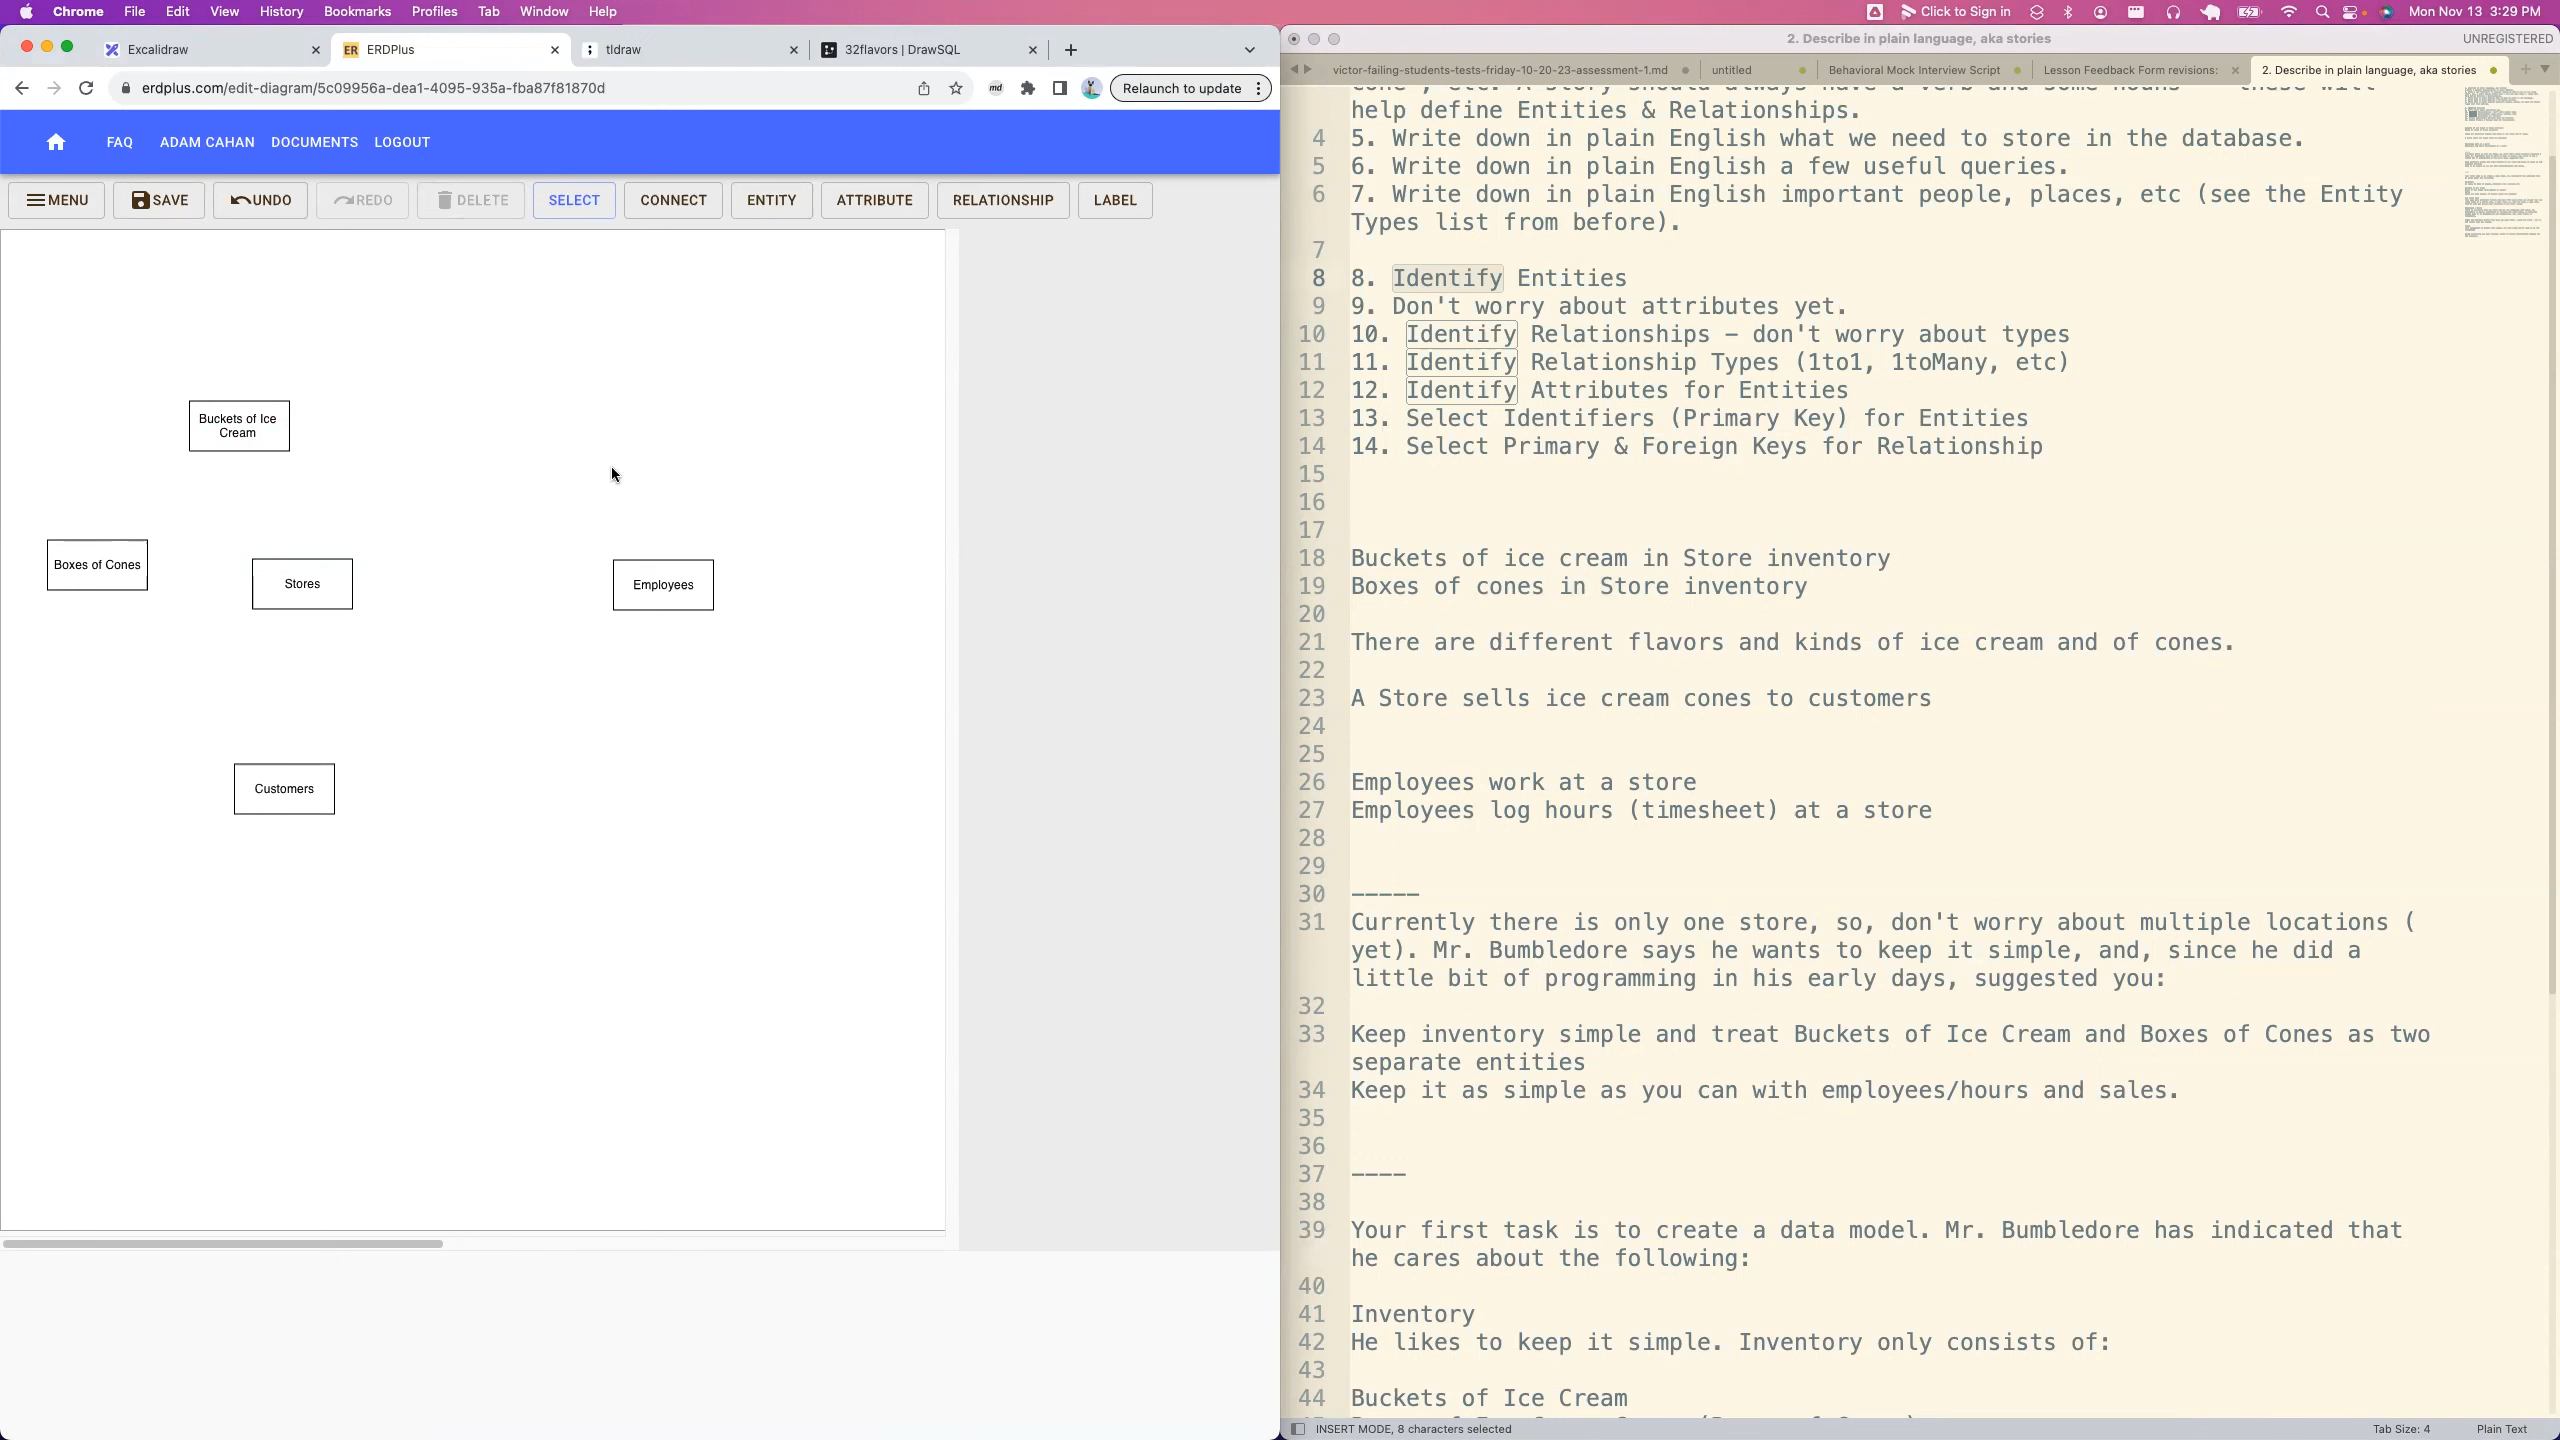 Chrome File Edit View History Bookmarks Profiles Tab Window Help
Click to Sign in Mon Nov 13 3:29 PM
Excalidraw ERDPlus tldraw 32flavors | DrawSQL
erdplus.com/edit-diagram/5c09956a-dea1-4095-935a-fba87f81870d Relaunch to update
FAQ ADAM CAHAN DOCUMENTS LOGOUT
MENU SAVE UNDO REDO DELETE SELECT CONNECT ENTITY ATTRIBUTE RELATIONSHIP LABEL
Buckets of Ice
Cream
Boxes of Cones
Stores
Employees
Customers
2. Describe in plain language, aka stories UNREGISTERED
victor-failing-students-tests-friday-10-20-23-assessment-1.md untitled Behavioral Mock Interview Script Lesson Feedback Form revisions: 2. Describe in plain language, aka stories
help define Entities & Relationships.
4 5. Write down in plain English what we need to store in the database.
5 6. Write down in plain English a few useful queries.
6 7. Write down in plain English important people, places, etc (see the Entity
Types list from before).
7
8 8. Identify Entities
9 9. Don't worry about attributes yet.
10 10. Identify Relationships – don't worry about types
11 11. Identify Relationship Types (1to1, 1toMany, etc)
12 12. Identify Attributes for Entities
13 13. Select Identifiers (Primary Key) for Entities
14 14. Select Primary & Foreign Keys for Relationship
15
16
17
18 Buckets of ice cream in Store inventory
19 Boxes of cones in Store inventory
20
21 There are different flavors and kinds of ice cream and of cones.
22
23 A Store sells ice cream cones to customers
24
25
26 Employees work at a store
27 Employees log hours (timesheet) at a store
28
29
30 -----
31 Currently there is only one store, so, don't worry about multiple locations (
yet). Mr. Bumbledore says he wants to keep it simple, and, since he did a
little bit of programming in his early days, suggested you:
32
33 Keep inventory simple and treat Buckets of Ice Cream and Boxes of Cones as two
separate entities
34 Keep it as simple as you can with employees/hours and sales.
35
36
37 ----
38
39 Your first task is to create a data model. Mr. Bumbledore has indicated that
he cares about the following:
40
41 Inventory
42 He likes to keep it simple. Inventory only consists of:
43
44 Buckets of Ice Cream
INSERT MODE, 8 characters selected Tab Size: 4 Plain Text